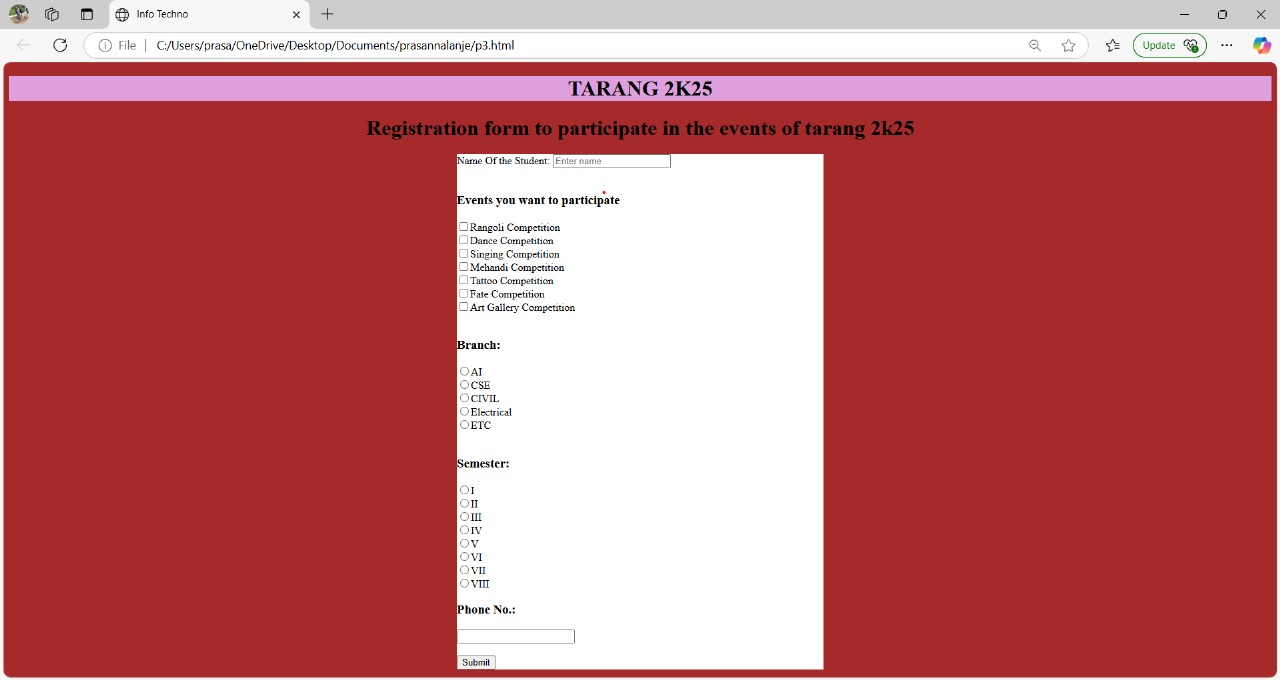 Info Techno
File
C:/Users/prasa/OneDrive/Desktop/Documents/prasannalanje/p3.html
Update
TARANG 2K25
Registration form to participate in the events of tarang 2k25
Name Of the Student: Enter name
Events you want to participate
Rangoli Competition
Dance Competition
Singing Competition
Mehandi Competition
Tattoo Competition
Fate Competition
Art Gallery Competition
Branch:
AI
CSE
CIVIL
Electrical
ETC
Semester:
I
II
III
IV
V
VI
VII
VIII
Phone No.:
Submit